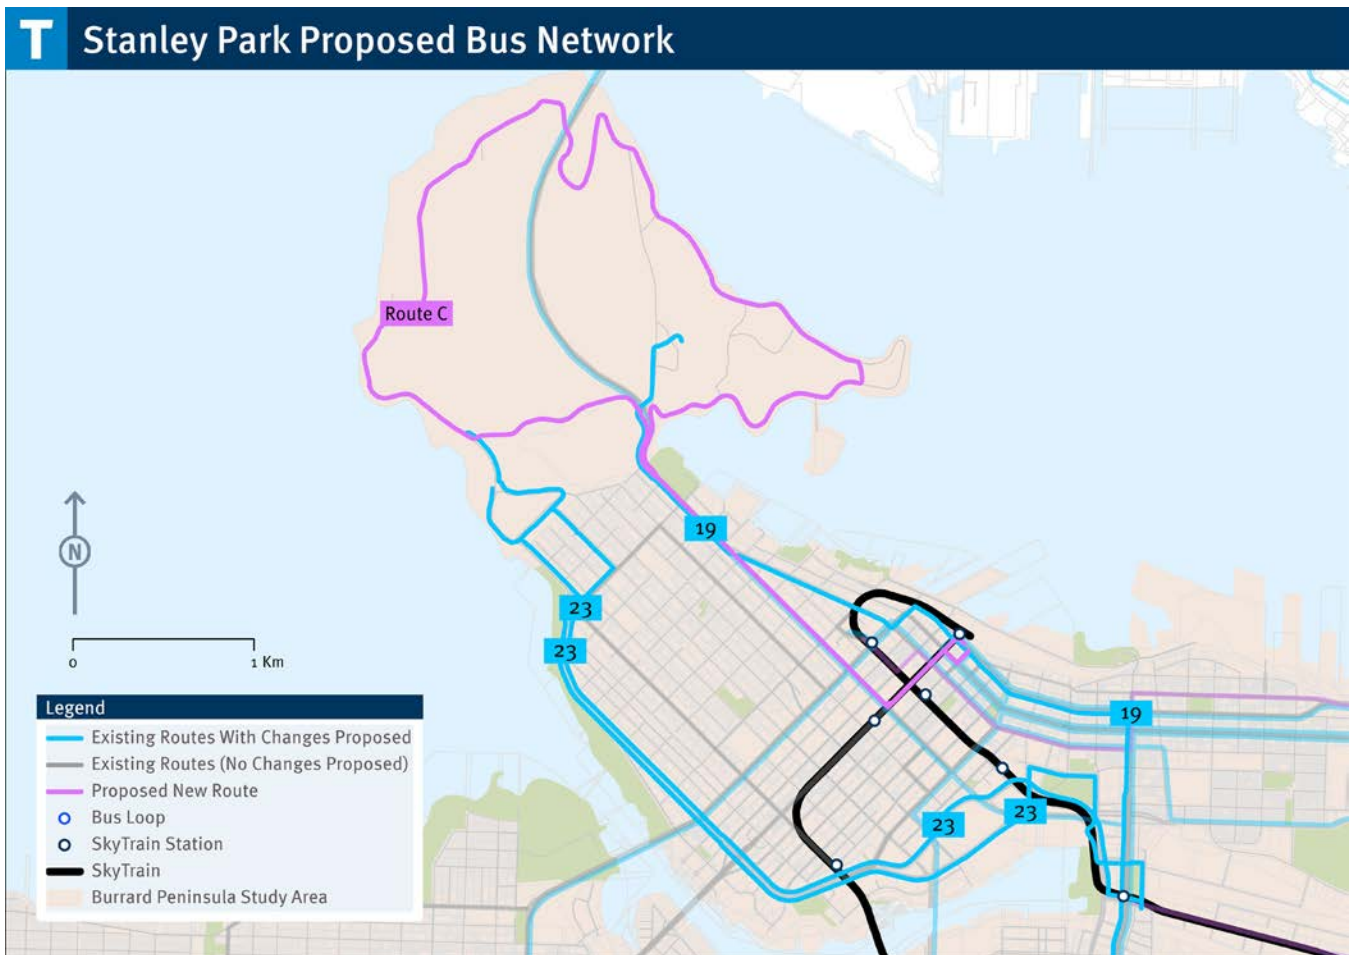 T Stanley Park Proposed Bus Network
Route C
19
23
23
N
0 1 Km
19
23
23
Legend
Existing Routes With Changes Proposed
Existing Routes (No Changes Proposed)
Proposed New Route
Bus Loop
SkyTrain Station
SkyTrain
Burrard Peninsula Study Area